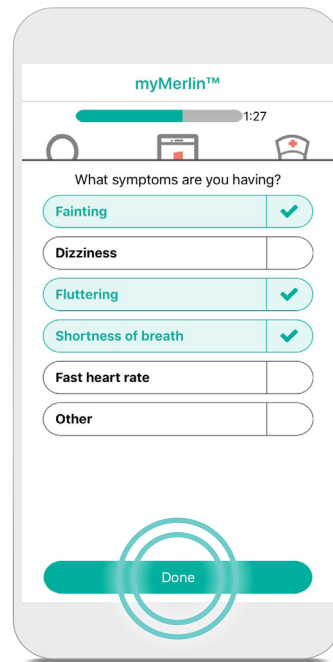 myMerlin™
1:27
What symptoms are you having?
Fainting
Dizziness
Fluttering
Shortness of breath
Fast heart rate
Other
Done